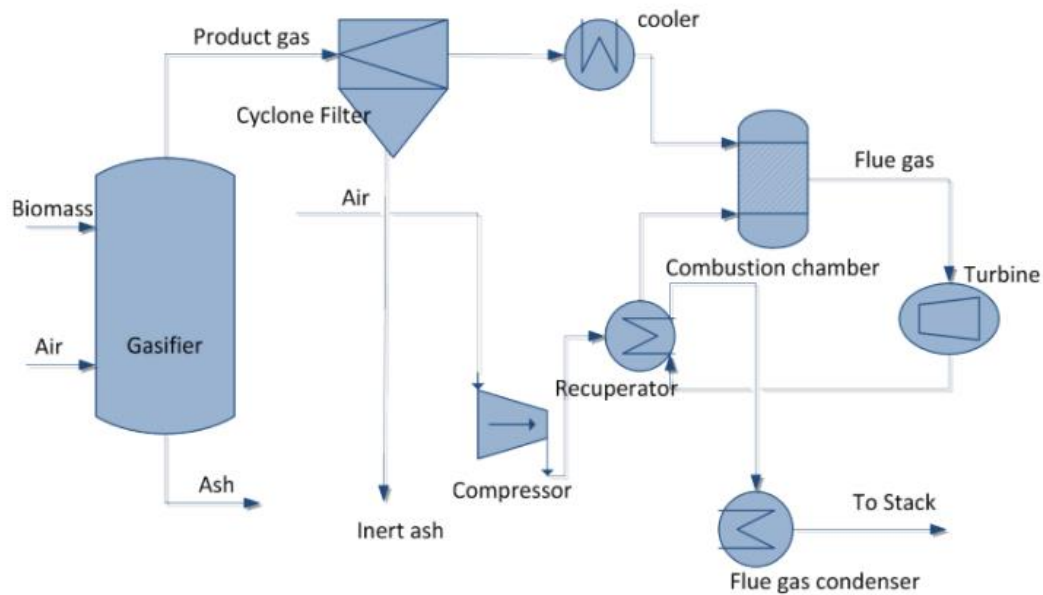 cooler
Product gas
Cyclone Filter
Flue gas
Air
Biomass
Combustion chamber
Turbine
Air
Gasifier
Recuperator
Ash
Compressor
To Stack
Inert ash
Flue gas condenser